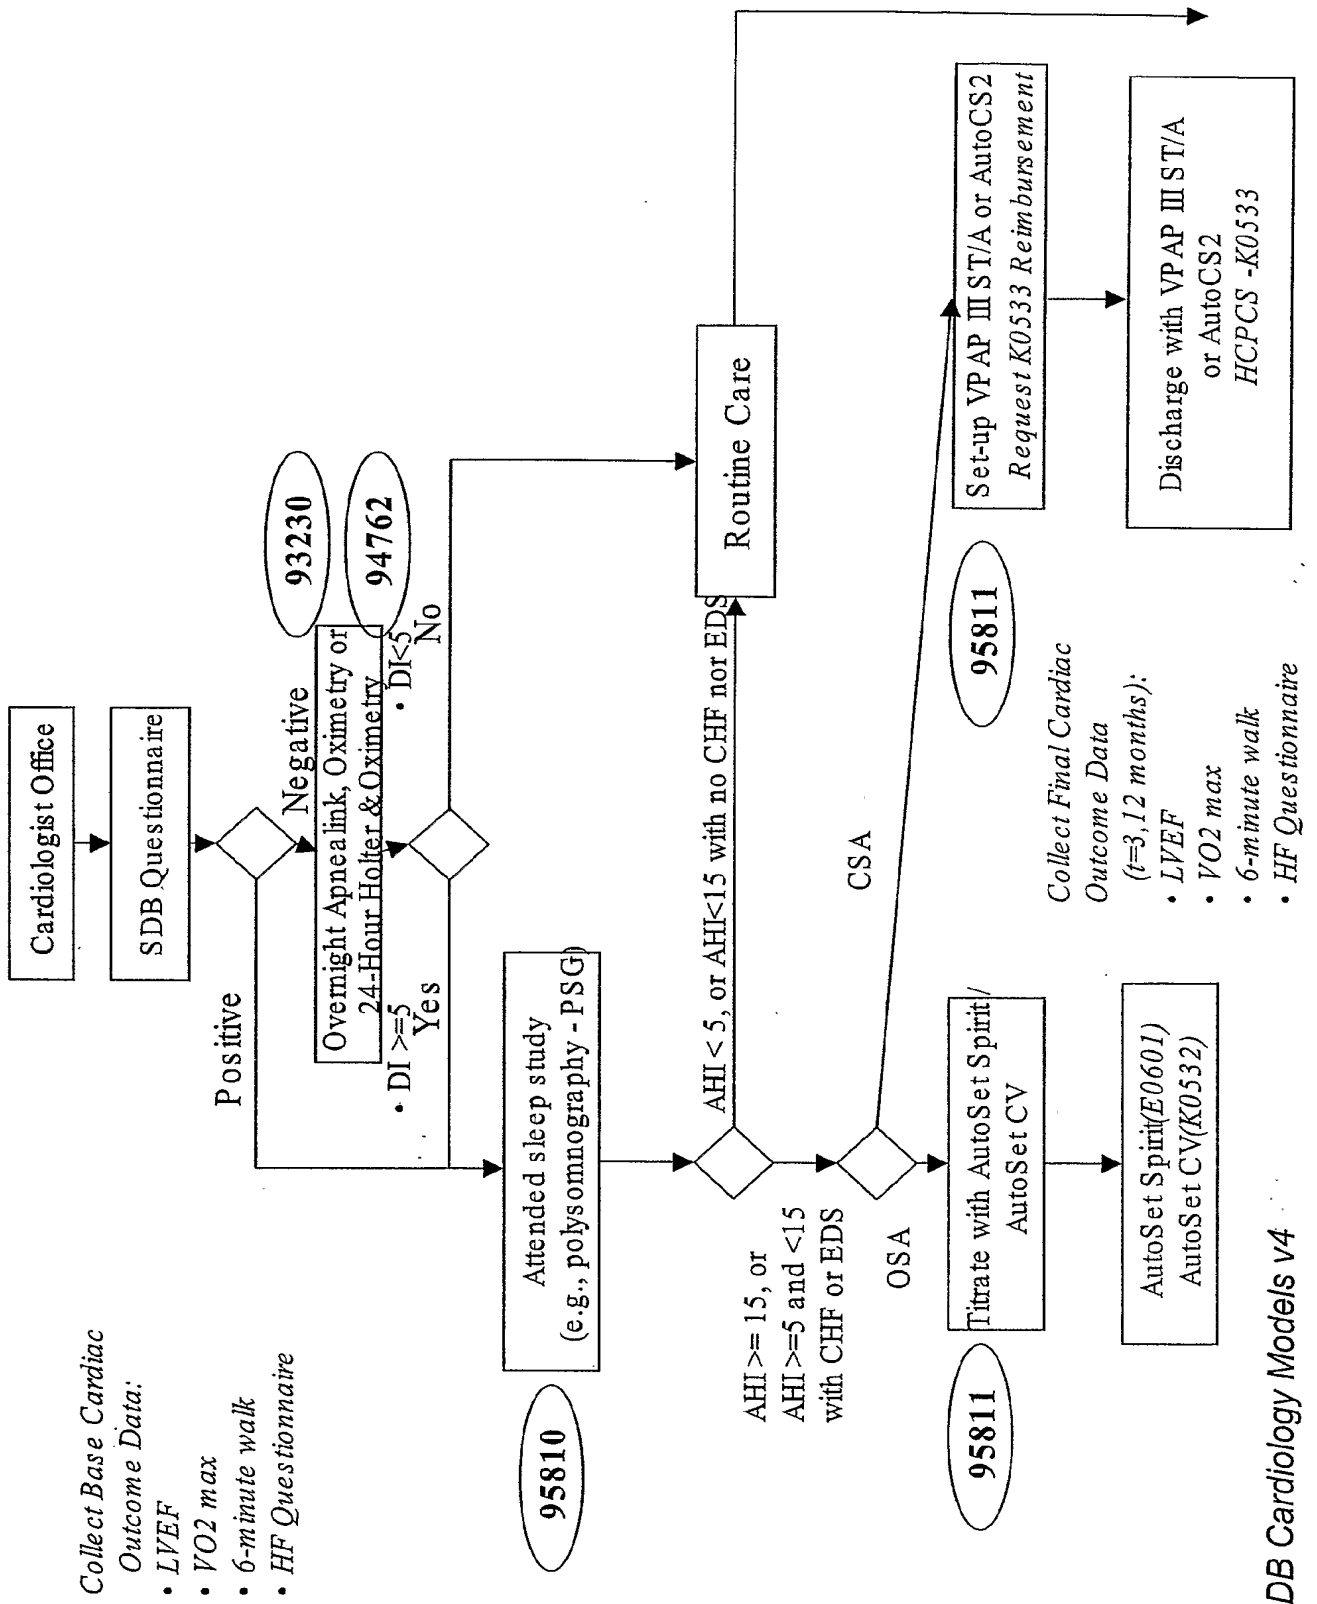 Collect Base Cardiac
Outcome Data:
• LVEF
• VO2 max
• 6-minute walk
• HF Questionnaire
Cardiologist Office
SDB Questionnaire
Positive
Negative
Overnight Apnealink, Oximetry or
24-Hour Holter & Oximetry
93230
94762
• DI >=5
Yes
• DI<5
No
95810
Attended sleep study
(e.g., polysomnography - PSG)
AHI < 5, or AHI<15 with no CHF nor EDS
Routine Care
AHI >= 15, or
AHI >=5 and <15
with CHF or EDS
OSA
CSA
95811
Titrate with AutoSet Spirit /
AutoSet CV
95811
Set-up VPAP III ST/A or AutoCS2
Request K0533 Reimbursement
AutoSet Spirit(E0601)
AutoSet CV(K0532)
Collect Final Cardiac
Outcome Data
(t=3,12 months):
• LVEF
• VO2 max
• 6-minute walk
• HF Questionnaire
Discharge with VPAP III ST/A
or AutoCS2
HCPCS -K0533
DB Cardiology Models v4